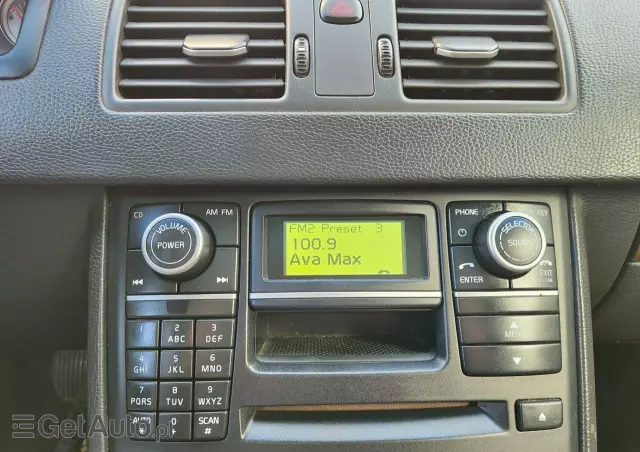 CD
AM FM
VOLUME
POWER
FM2 Preset 3
100.9
Ava Max
PHONE
KEY
SELECTOR
SOUND
ENTER
EXIT
1
2 ABC
3 DEF
4 GHI
5 JKL
6 MNO
7 PQRS
8 TUV
9 WXYZ
AUTO *
0 +
SCAN #
GetAuto.pl